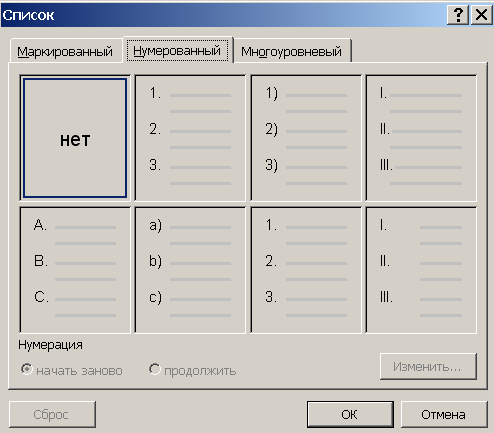 Список
Маркированный Нумерованный Многоуровневый
нет
1.
2.
3.
1)
2)
3)
I.
II.
III.
A.
B.
C.
a)
b)
c)
1.
2.
3.
I.
II.
III.
Нумерация
начать заново продолжить Изменить...
Сброс ОК Отмена